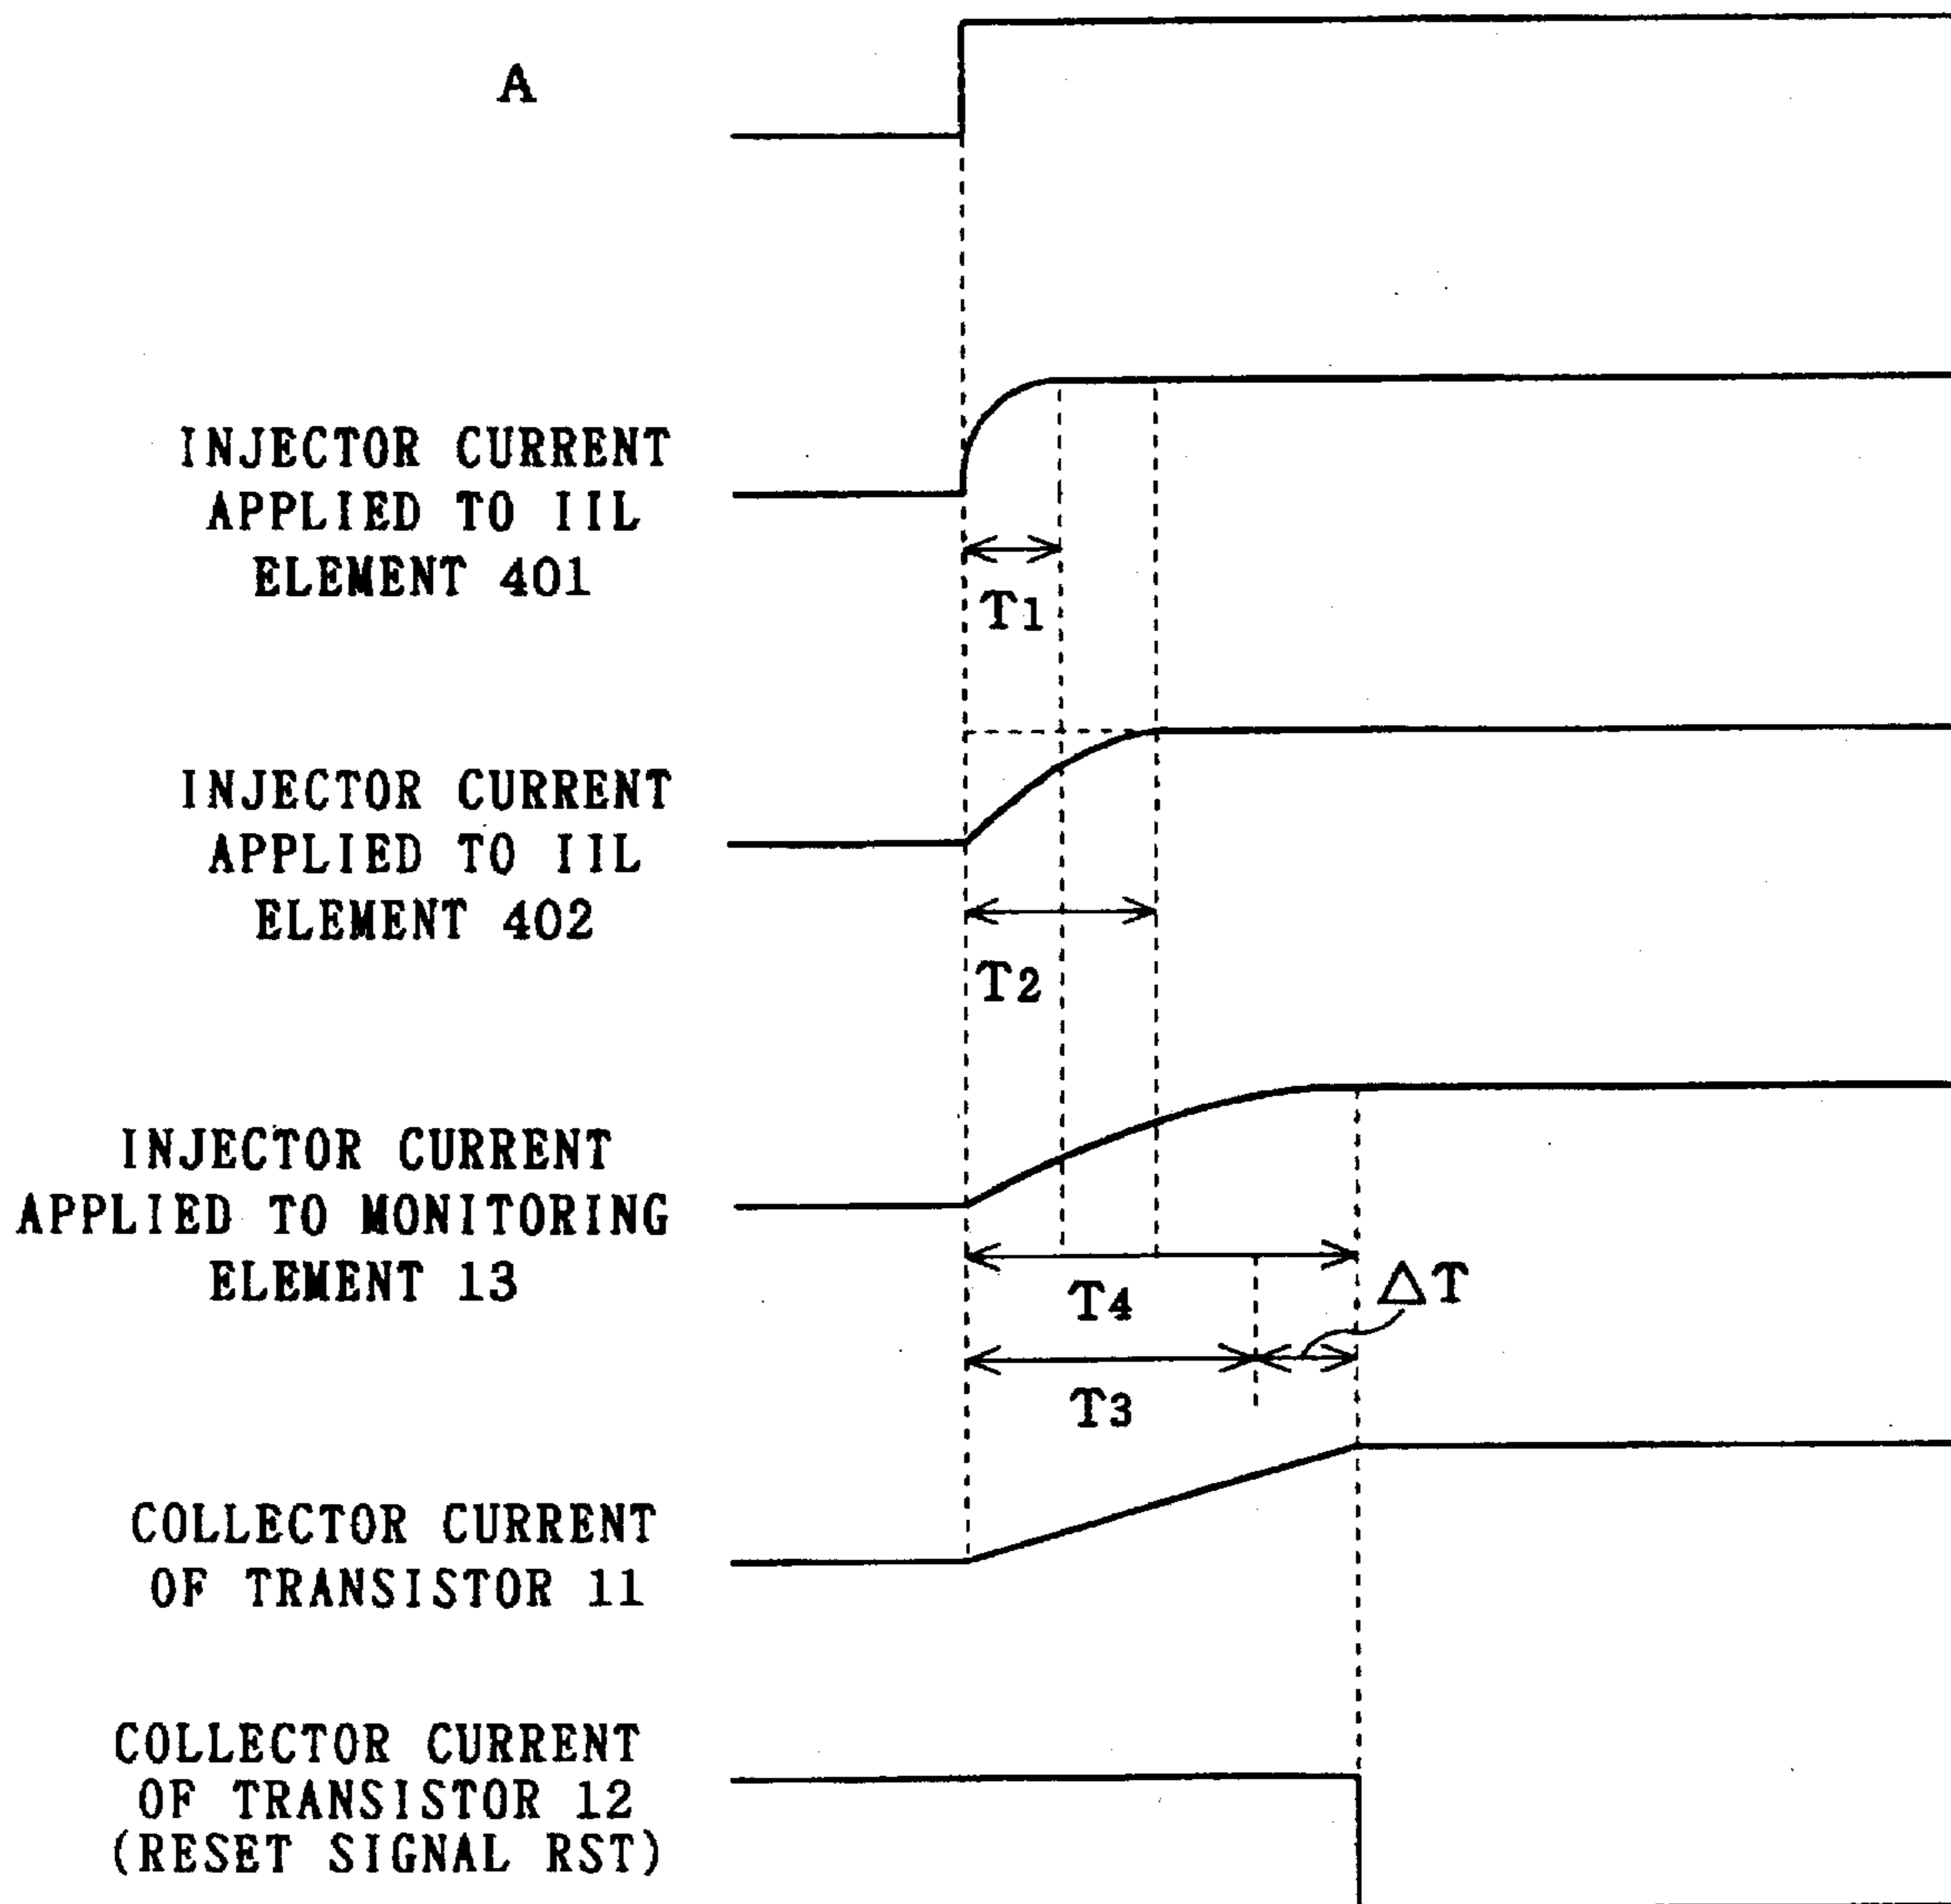 A
INJECTOR CURRENT
APPLIED TO IIL
ELEMENT 401
T1
INJECTOR CURRENT
APPLIED TO IIL
ELEMENT 402
T2
INJECTOR CURRENT
APPLIED TO MONITORING
ELEMENT 13
T4
△T
T3
COLLECTOR CURRENT
OF TRANSISTOR 11
COLLECTOR CURRENT
OF TRANSISTOR 12
(RESET SIGNAL RST)